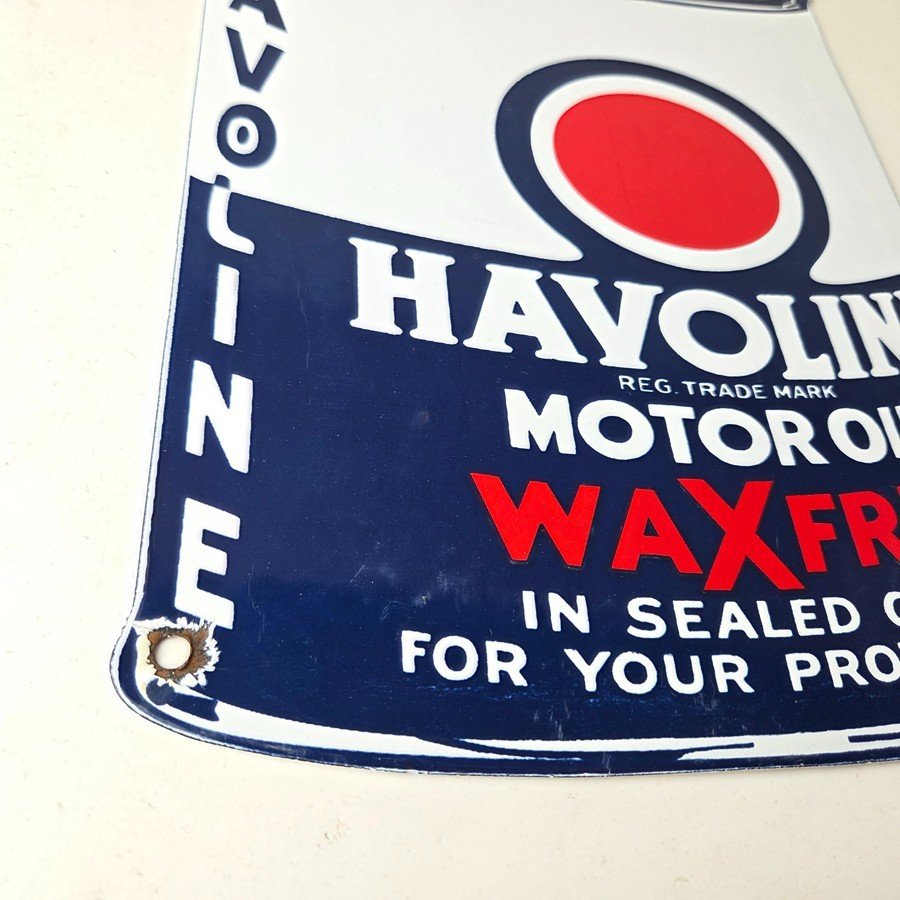 AVOLINE
HAVOLIN
REG. TRADE MARK
MOTOR OI
WAXFR
IN SEALED
FOR YOUR PRO